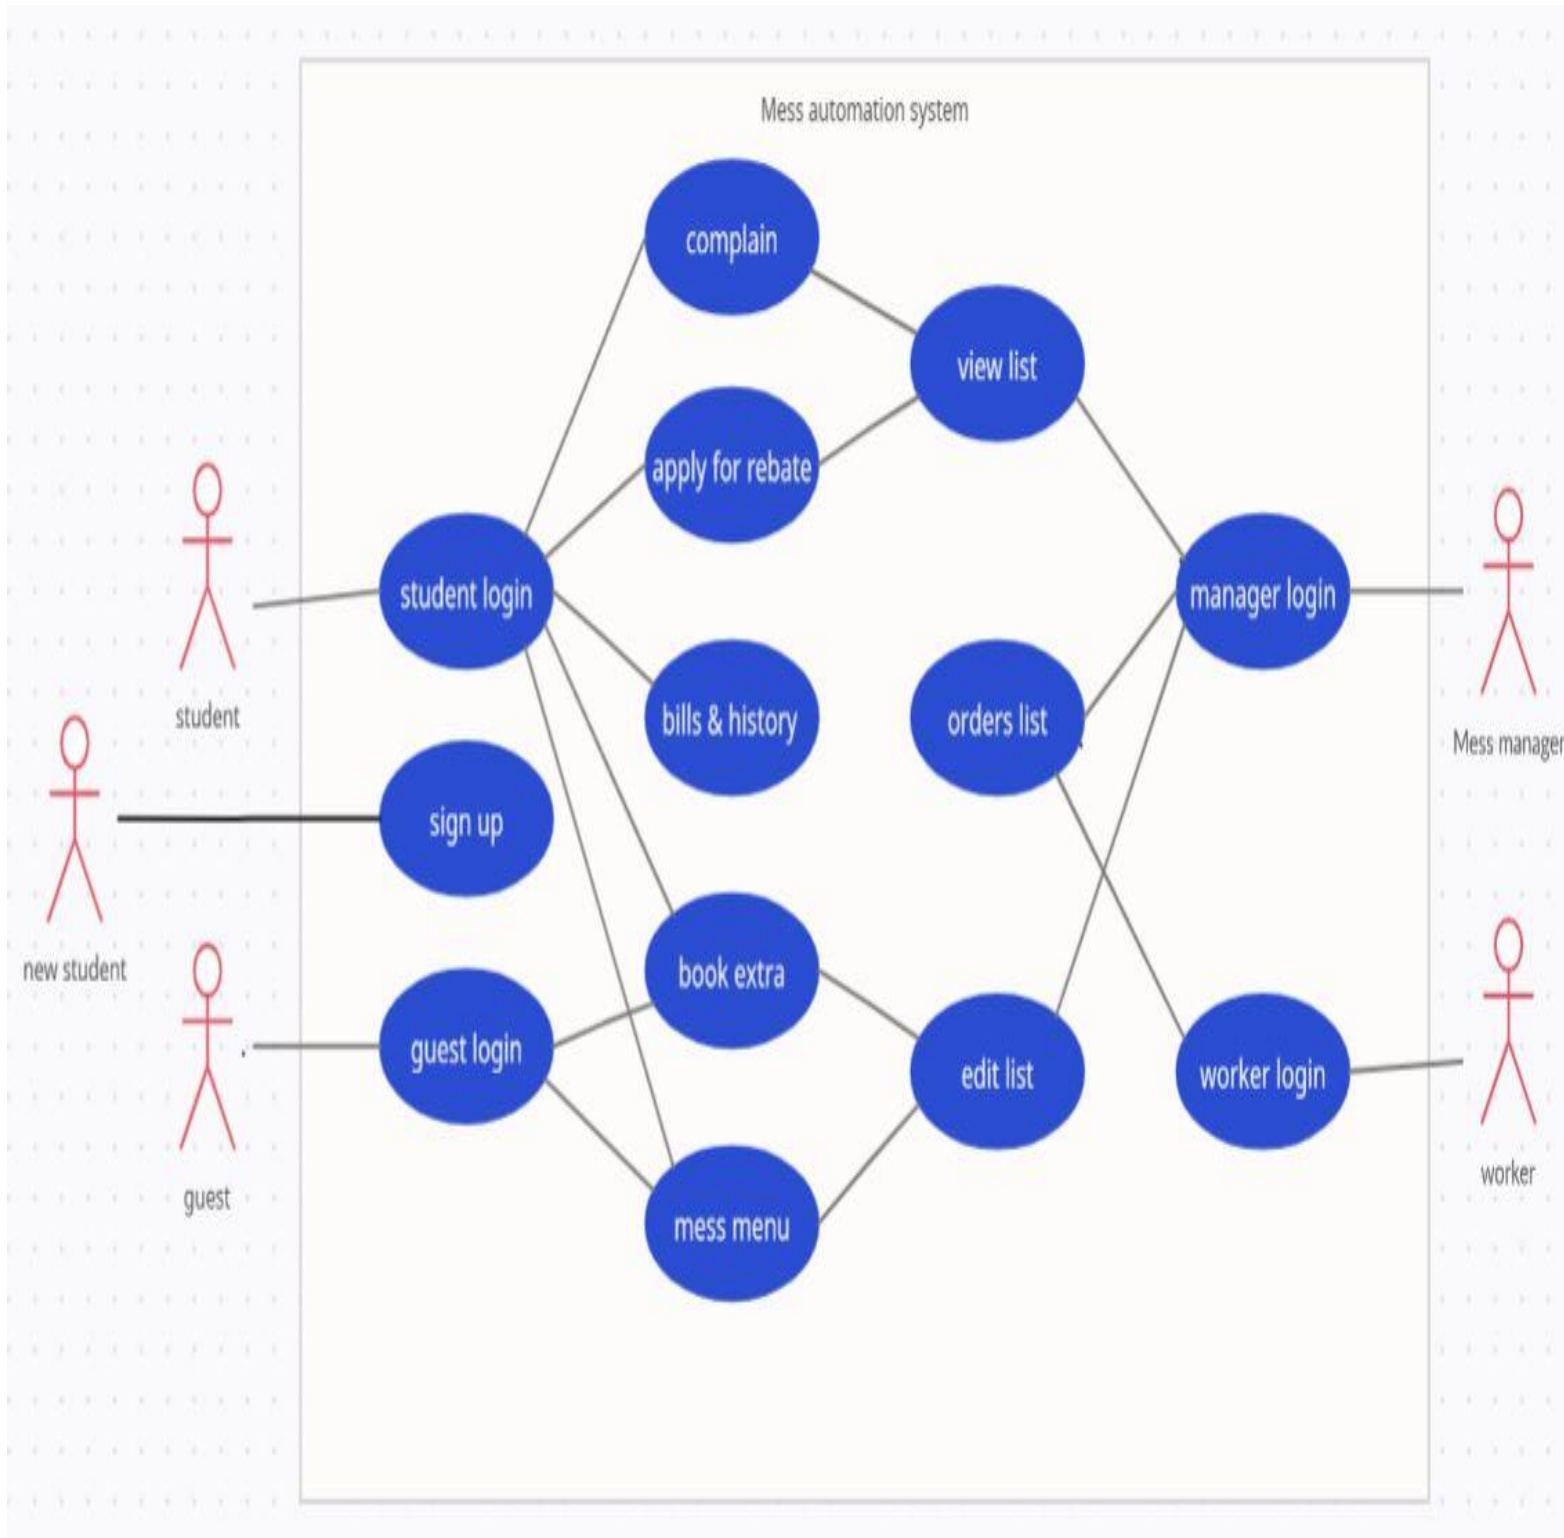 Mess automation system
complain
view list
apply for rebate
student login
manager login
student
bills & history
orders list
Mess manager
sign up
new student
book extra
guest login
edit list
worker login
worker
guest
mess menu